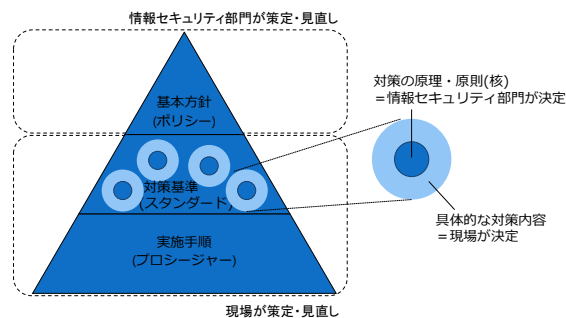 情報セキュリティ部門が策定・見直し
基本方針
(ポリシー)
対策基準
(スタンダード)
実施手順
(プロシージャー)
現場が策定・見直し
対策の原理・原則(核)
＝情報セキュリティ部門が決定
具体的な対策内容
＝現場が決定